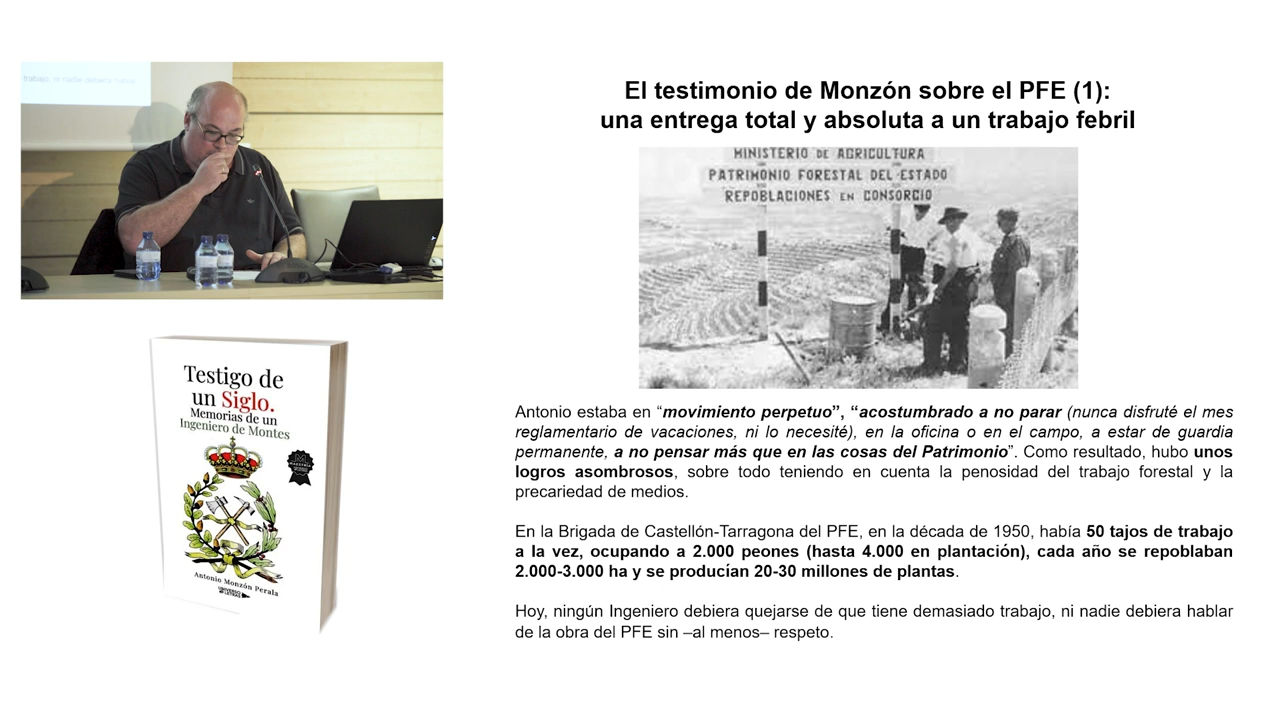 trabajo, ni nadie debiera hablar
El testimonio de Monzón sobre el PFE (1):
una entrega total y absoluta a un trabajo febril
MINISTERIO DE AGRICULTURA
PATRIMONIO FORESTAL DEL ESTADO
REPOBLACIONES EN CONSORCIO
Testigo de
un Siglo.
Memorias de un
Ingeniero de Montes
Antonio Monzón Perala
UNIVERSO
DE LETRAS
Antonio estaba en “movimiento perpetuo”, “acostumbrado a no parar (nunca disfruté el mes
reglamentario de vacaciones, ni lo necesité), en la oficina o en el campo, a estar de guardia
permanente, a no pensar más que en las cosas del Patrimonio”. Como resultado, hubo unos
logros asombrosos, sobre todo teniendo en cuenta la penosidad del trabajo forestal y la
precariedad de medios.
En la Brigada de Castellón-Tarragona del PFE, en la década de 1950, había 50 tajos de trabajo
a la vez, ocupando a 2.000 peones (hasta 4.000 en plantación), cada año se repoblaban
2.000-3.000 ha y se producían 20-30 millones de plantas.
Hoy, ningún Ingeniero debiera quejarse de que tiene demasiado trabajo, ni nadie debiera hablar
de la obra del PFE sin –al menos– respeto.